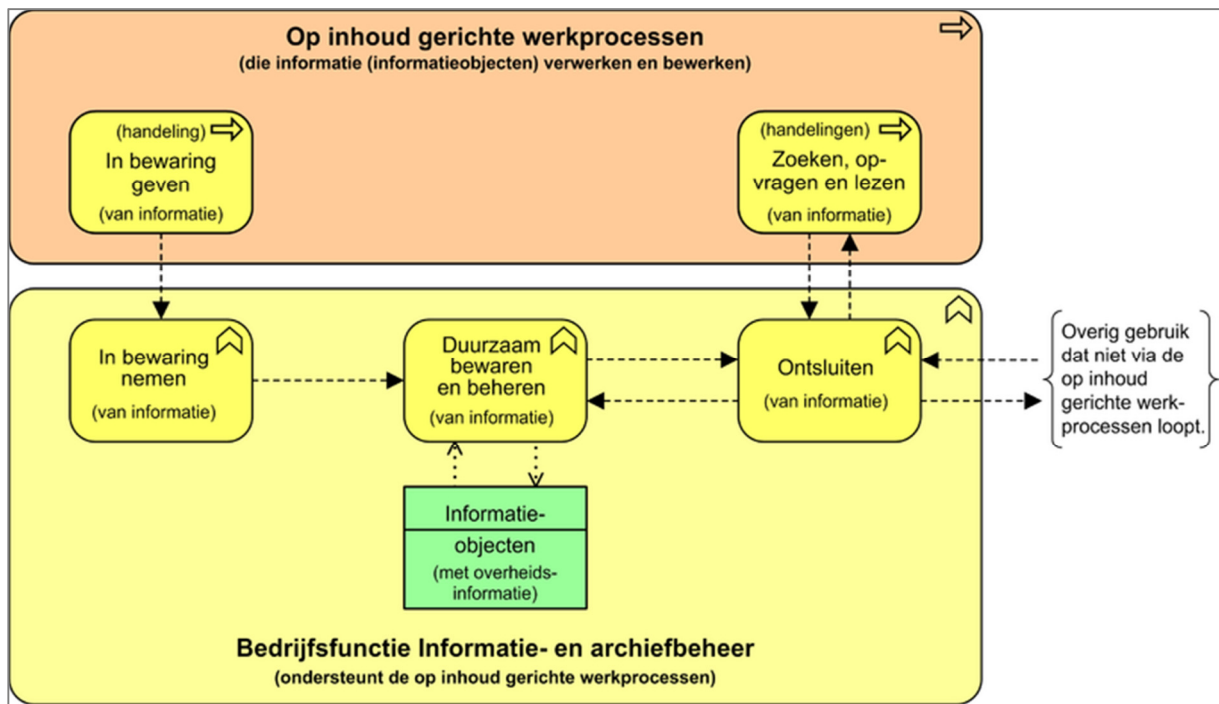 Op inhoud gerichte werkprocessen
(die informatie (informatieobjecten) verwerken en bewerken)
(handeling)
In bewaring
geven
(van informatie)
(handelingen)
Zoeken, op-
vragen en lezen
(van informatie)
In bewaring
nemen
(van informatie)
Duurzaam
bewaren
en beheren
(van informatie)
Ontsluiten
(van informatie)
Overig gebruik
dat niet via de
op inhoud
gerichte werk-
processen loopt.
Informatie-
objecten
(met overheids-
informatie)
Bedrijfsfunctie Informatie- en archiefbeheer
(ondersteunt de op inhoud gerichte werkprocessen)